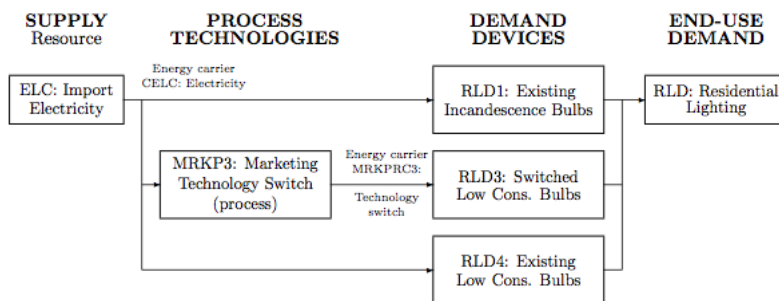 SUPPLY
Resource
PROCESS
TECHNOLOGIES
DEMAND
DEVICES
END-USE
DEMAND
ELC: Import
Electricity
Energy carrier
CELC: Electricity
RLD1: Existing
Incandescence Bulbs
RLD: Residential
Lighting
MRKP3: Marketing
Technology Switch
(process)
Energy carrier
MRKPRC3:
Technology
switch
RLD3: Switched
Low Cons. Bulbs
RLD4: Existing
Low Cons. Bulbs